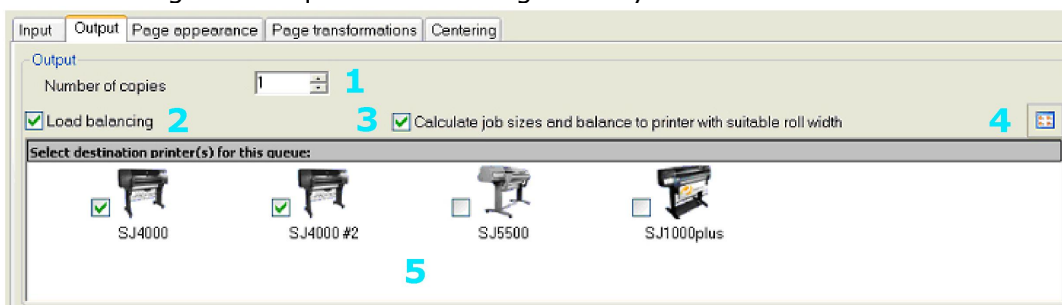 Input Output Page appearance Page transformations Centering
Output
Number of copies 1 1
Load balancing 2 3 Calculate job sizes and balance to printer with suitable roll width 4
Select destination printer(s) for this queue:
SJ4000 SJ4000 #2 SJ5500 SJ1000plus
5